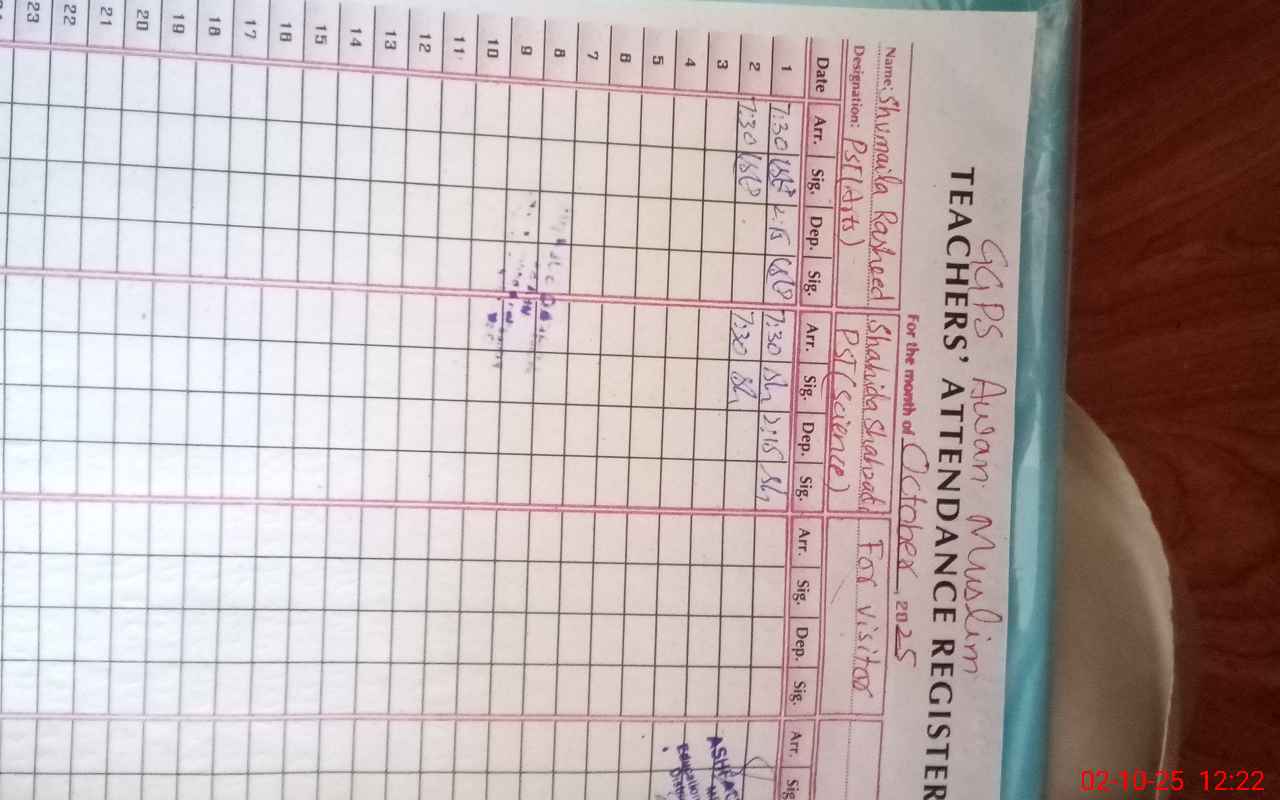 GGPS Awan Muslim
TEACHERS' ATTENDANCE REGISTER
For the month of October, 2025
Name: Shumaila Rasheed Shahida Shahzadi For visitor
Designation: PST(Arts) PST(Science)
Date Arr. Sig. Dep. Sig. Arr. Sig. Dep. Sig. Arr. Sig. Dep. Sig. Arr. Sig
1 7:30 2:15 7:30 Sh 2:15 Sh
2 7:30 7:30 Sh
3
4
5
6
7
8
9
10
11
12
13
14
15
16
17
18
19
20
21
22
23
02-10-25 12:22